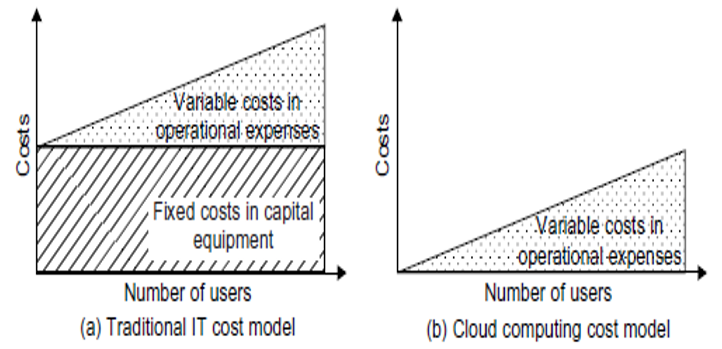 Costs
Variable costs in
operational expenses
Fixed costs in capital
equipment
Number of users
(a) Traditional IT cost model
Costs
Variable costs in
operational expenses
Number of users
(b) Cloud computing cost model